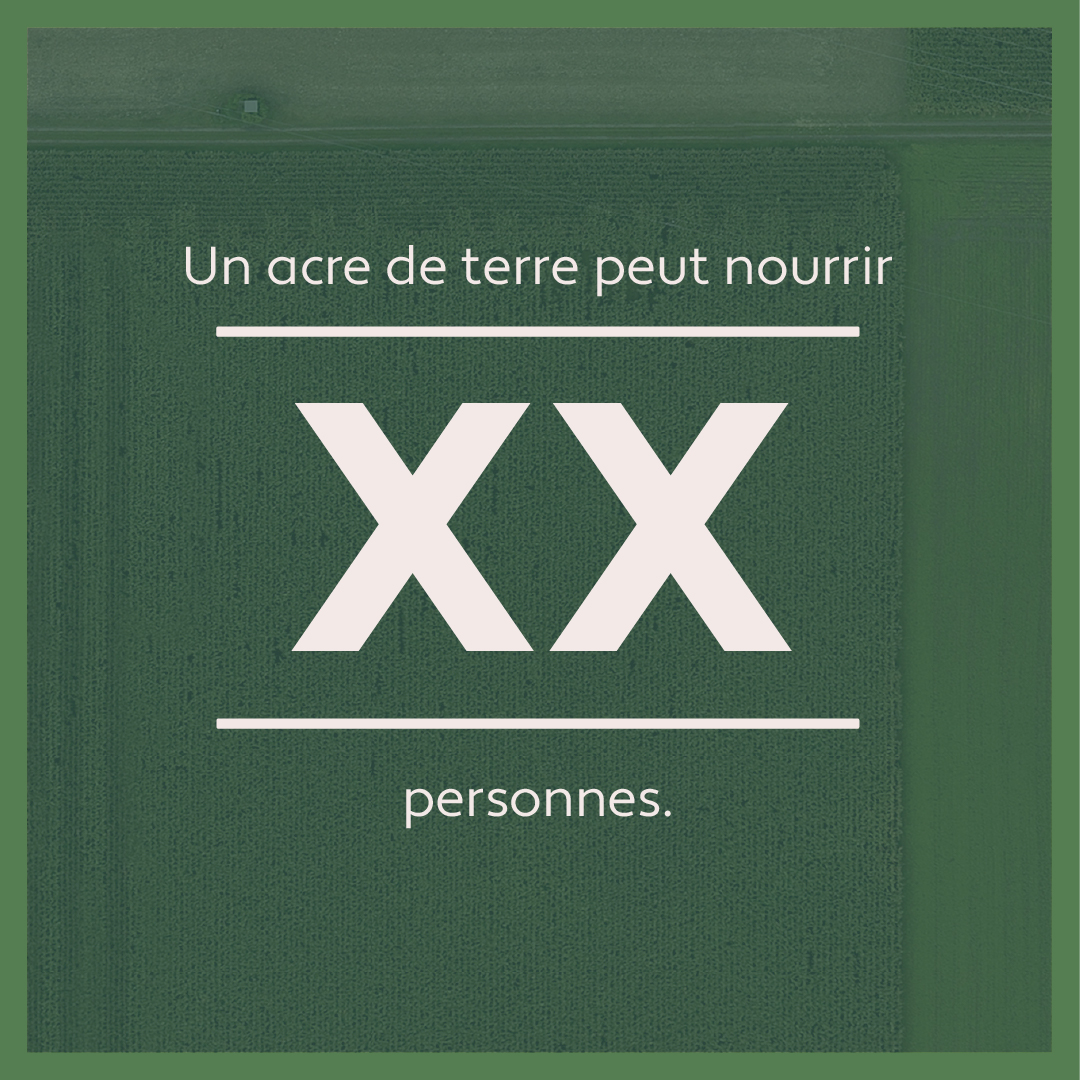 Un acre de terre peut nourrir
XX
personnes.